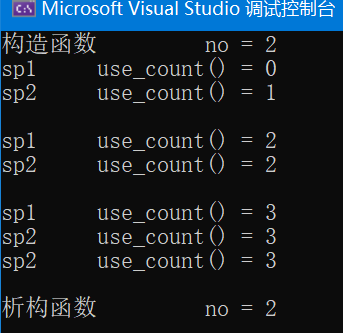 Microsoft Visual Studio 调试控制台
构造函数 no = 2
sp1 use_count() = 0
sp2 use_count() = 1
sp1 use_count() = 2
sp2 use_count() = 2
sp1 use_count() = 3
sp2 use_count() = 3
sp2 use_count() = 3
析构函数 no = 2